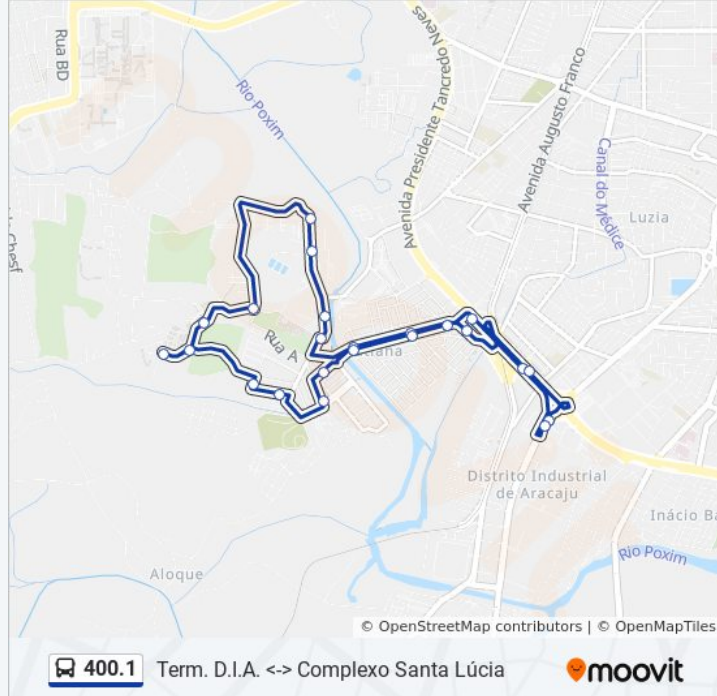 Rua BD
Rio Poxim
Avenida Presidente Tancredo Neves
Avenida Augusto Franco
Canal do Médice
Luzia
Rua A
Distrito Industrial
de Aracaju
Inácio Ba
Rio Poxim
Aloque
© OpenStreetMap contributors | © OpenMapTiles
400.1 Term. D.I.A. <-> Complexo Santa Lúcia
moovit